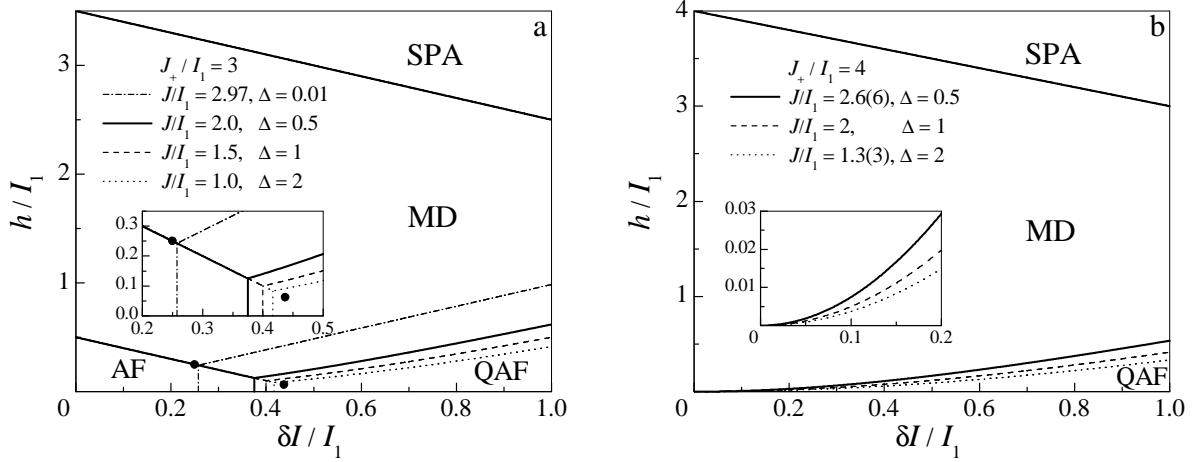 a
SPA
J₊ / I₁ = 3
J/I₁ = 2.97, Δ = 0.01
J/I₁ = 2.0, Δ = 0.5
J/I₁ = 1.5, Δ = 1
J/I₁ = 1.0, Δ = 2
MD
AF
QAF
3
2
1
h / I₁
0.3
0.2
0.1
0.0
0.2 0.3 0.4 0.5
0 0.2 0.4 0.6 0.8 1.0
δI / I₁
b
SPA
J₊ / I₁ = 4
J/I₁ = 2.6(6), Δ = 0.5
J/I₁ = 2, Δ = 1
J/I₁ = 1.3(3), Δ = 2
MD
QAF
4
3
2
1
h / I₁
0.03
0.02
0.01
0 0.1 0.2
0 0.2 0.4 0.6 0.8 1.0
δI / I₁